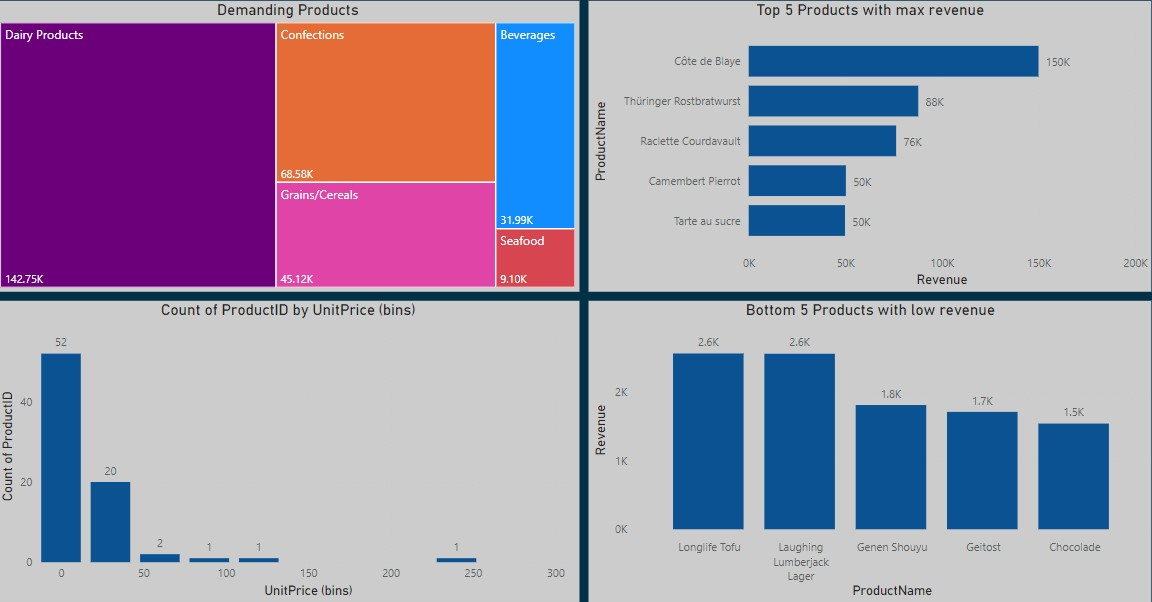 Demanding Products
Dairy Products
142.75K
Confections
68.58K
Grains/Cereals
45.12K
Beverages
31.99K
Seafood
9.10K
Top 5 Products with max revenue
ProductName
Côte de Blaye
150K
Thüringer Rostbratwurst
88K
Raclette Courdavault
76K
Camembert Pierrot
50K
Tarte au sucre
50K
0K 50K 100K 150K 200K
Revenue
Count of ProductID by UnitPrice (bins)
Count of ProductID
40
20
0
52
20
2
1
1
1
0 50 100 150 200 250 300
UnitPrice (bins)
Bottom 5 Products with low revenue
Revenue
2K
1K
0K
2.6K
2.6K
1.8K
1.7K
1.5K
Longlife Tofu
Laughing
Lumberjack
Lager
Genen Shouyu
Geitost
Chocolade
ProductName